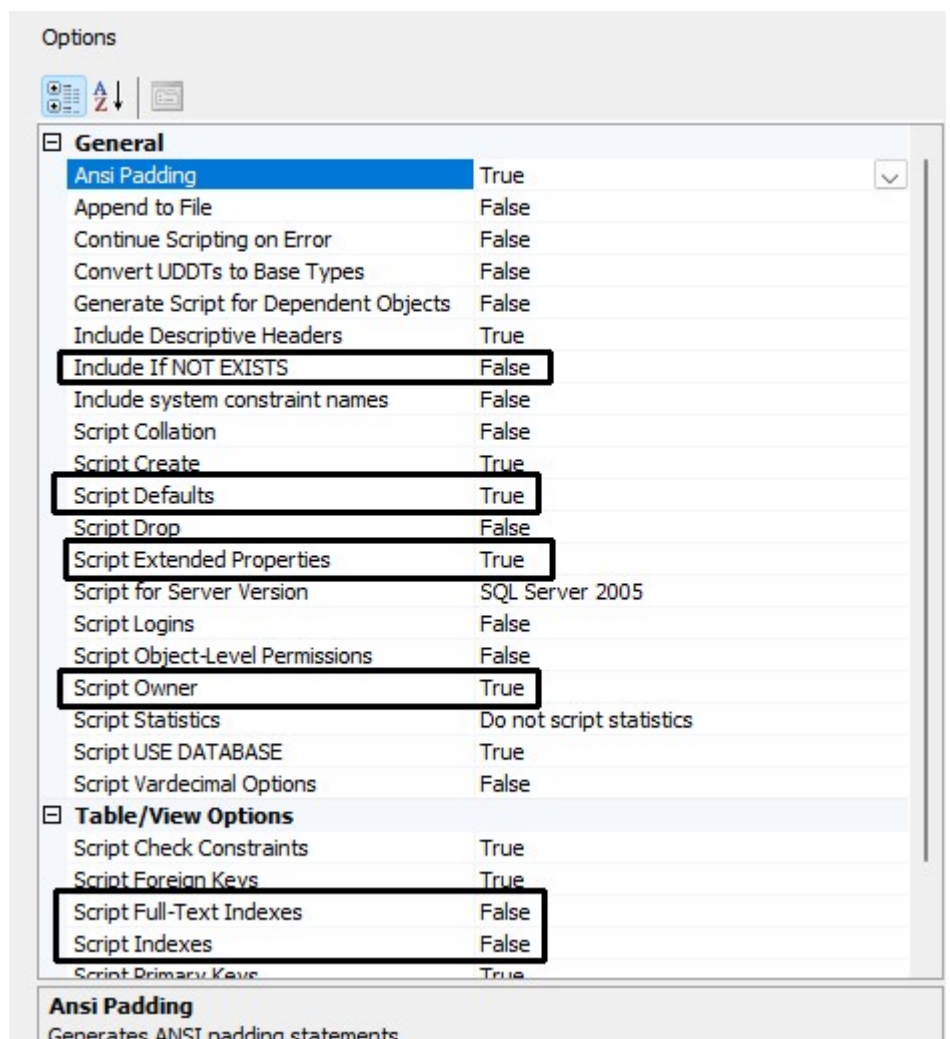 Options
General
Ansi Padding True
Append to File False
Continue Scripting on Error False
Convert UDDTs to Base Types False
Generate Script for Dependent Objects False
Include Descriptive Headers True
Include If NOT EXISTS False
Include system constraint names False
Script Collation False
Script Create True
Script Defaults True
Script Drop False
Script Extended Properties True
Script for Server Version SQL Server 2005
Script Logins False
Script Object-Level Permissions False
Script Owner True
Script Statistics Do not script statistics
Script USE DATABASE True
Script Vardecimal Options False
Table/View Options
Script Check Constraints True
Script Foreign Keys True
Script Full-Text Indexes False
Script Indexes False
Script Primary Keys True
Ansi Padding
Generates ANSI padding statements